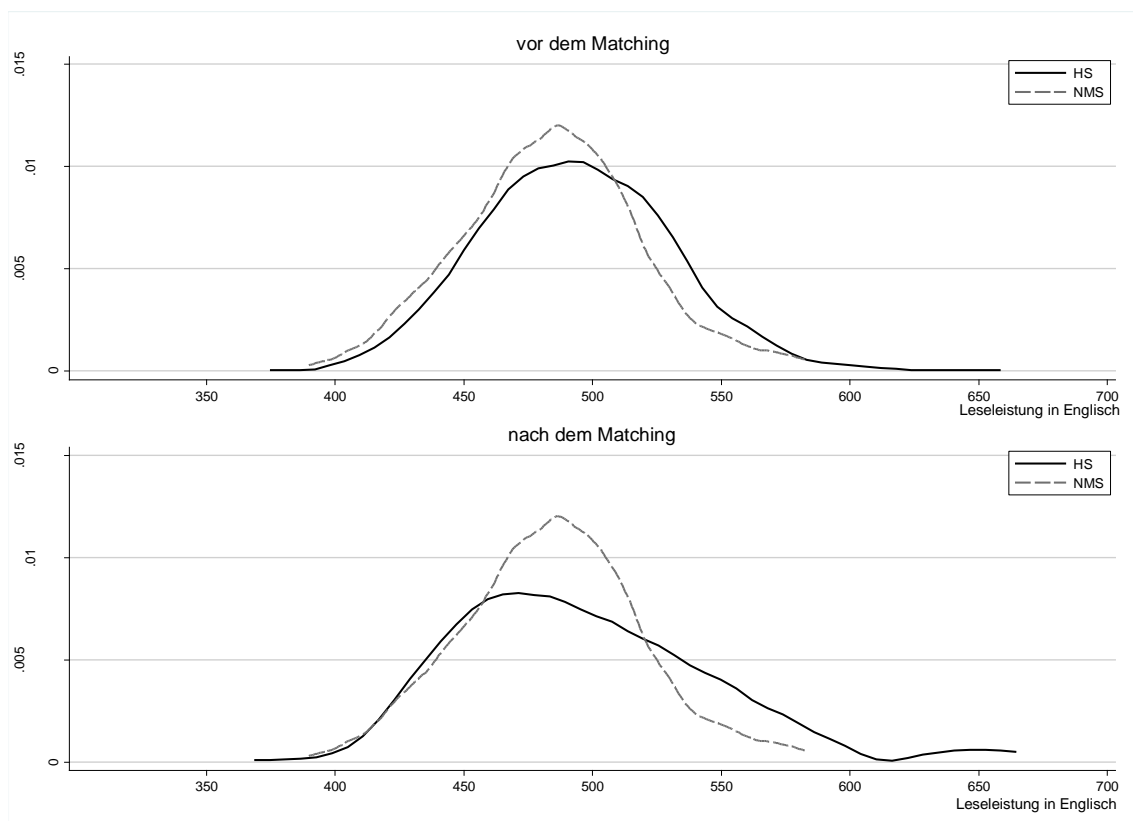 vor dem Matching
HS
NMS
.015
.01
.005
0
350 400 450 500 550 600 650 700
Leseleistung in Englisch
nach dem Matching
HS
NMS
.015
.01
.005
0
350 400 450 500 550 600 650 700
Leseleistung in Englisch